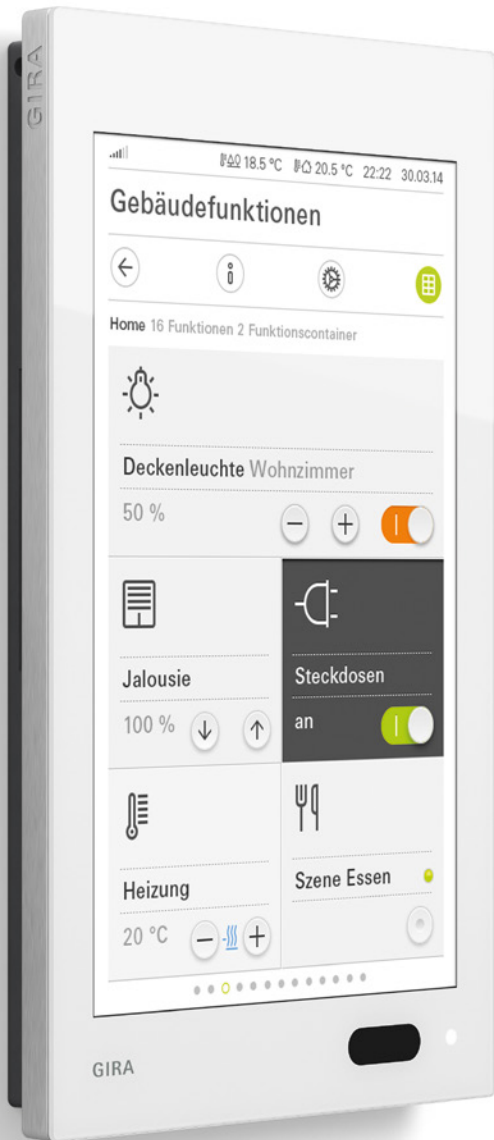 GIRA
18.5 °C 20.5 °C 22:22 30.03.14
Gebäudefunktionen
Home 16 Funktionen 2 Funktionscontainer
Deckenleuchte Wohnzimmer
50 %
Jalousie
100 %
Steckdosen
an
Heizung
20 °C
Szene Essen
GIRA